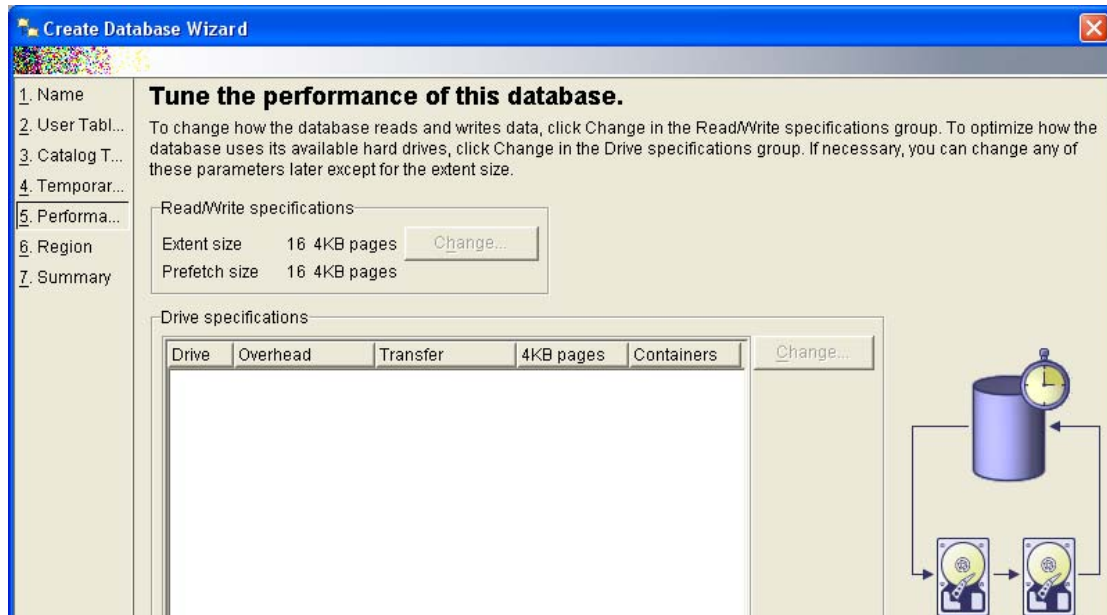 Create Database Wizard
1. Name
2. User Tabl...
3. Catalog T...
4. Temporar...
5. Performa...
6. Region
7. Summary
Tune the performance of this database.
To change how the database reads and writes data, click Change in the Read/Write specifications group. To optimize how the
database uses its available hard drives, click Change in the Drive specifications group. If necessary, you can change any of
these parameters later except for the extent size.
Read/Write specifications
Extent size 16 4KB pages Change...
Prefetch size 16 4KB pages
Drive specifications
Drive Overhead Transfer 4KB pages Containers Change...